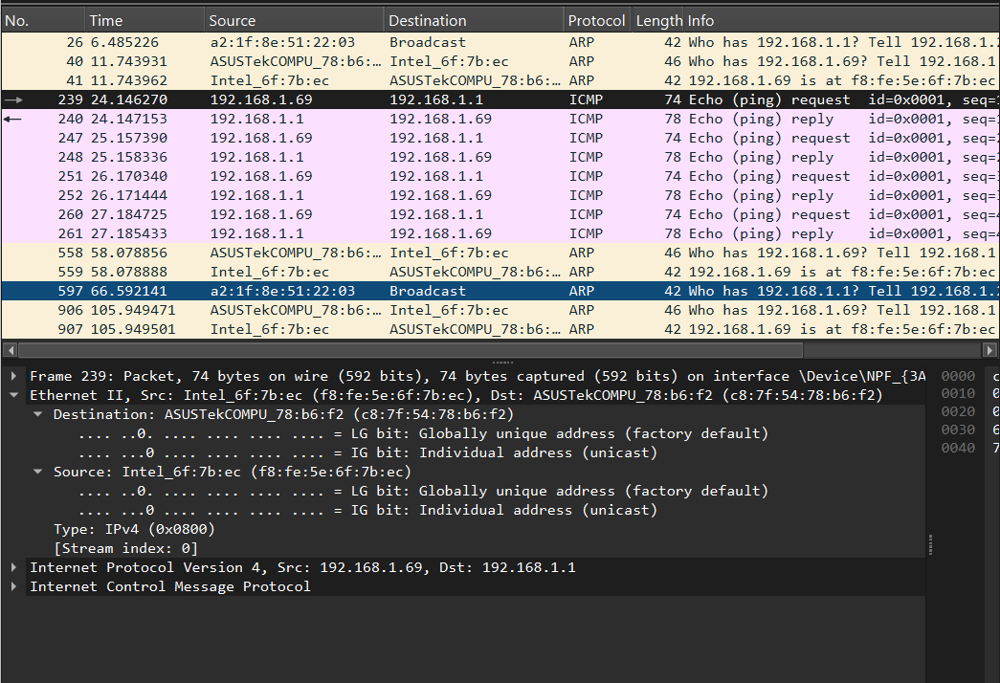 No. Time Source Destination Protocol Length Info
26 6.485226 a2:1f:8e:51:22:03 Broadcast ARP 42 Who has 192.168.1.1? Tell 192.168.1.
40 11.743931 ASUSTekCOMPU_78:b6:… Intel_6f:7b:ec ARP 46 Who has 192.168.1.69? Tell 192.168.1
41 11.743962 Intel_6f:7b:ec ASUSTekCOMPU_78:b6:… ARP 42 192.168.1.69 is at f8:fe:5e:6f:7b:ec
239 24.146270 192.168.1.69 192.168.1.1 ICMP 74 Echo (ping) request id=0x0001, seq=
240 24.147153 192.168.1.1 192.168.1.69 ICMP 78 Echo (ping) reply id=0x0001, seq=
247 25.157390 192.168.1.69 192.168.1.1 ICMP 74 Echo (ping) request id=0x0001, seq=
248 25.158336 192.168.1.1 192.168.1.69 ICMP 78 Echo (ping) reply id=0x0001, seq=
251 26.170340 192.168.1.69 192.168.1.1 ICMP 74 Echo (ping) request id=0x0001, seq=
252 26.171444 192.168.1.1 192.168.1.69 ICMP 78 Echo (ping) reply id=0x0001, seq=
260 27.184725 192.168.1.69 192.168.1.1 ICMP 74 Echo (ping) request id=0x0001, seq=
261 27.185433 192.168.1.1 192.168.1.69 ICMP 78 Echo (ping) reply id=0x0001, seq=
558 58.078856 ASUSTekCOMPU_78:b6:… Intel_6f:7b:ec ARP 46 Who has 192.168.1.69? Tell 192.168.1
559 58.078888 Intel_6f:7b:ec ASUSTekCOMPU_78:b6:… ARP 42 192.168.1.69 is at f8:fe:5e:6f:7b:ec
597 66.592141 a2:1f:8e:51:22:03 Broadcast ARP 42 Who has 192.168.1.1? Tell 192.168.1.
906 105.949471 ASUSTekCOMPU_78:b6:… Intel_6f:7b:ec ARP 46 Who has 192.168.1.69? Tell 192.168.1
907 105.949501 Intel_6f:7b:ec ASUSTekCOMPU_78:b6:… ARP 42 192.168.1.69 is at f8:fe:5e:6f:7b:ec
Frame 239: Packet, 74 bytes on wire (592 bits), 74 bytes captured (592 bits) on interface \Device\NPF_{3A
Ethernet II, Src: Intel_6f:7b:ec (f8:fe:5e:6f:7b:ec), Dst: ASUSTekCOMPU_78:b6:f2 (c8:7f:54:78:b6:f2)
Destination: ASUSTekCOMPU_78:b6:f2 (c8:7f:54:78:b6:f2)
.... ..0. .... .... .... .... = LG bit: Globally unique address (factory default)
.... ...0 .... .... .... .... = IG bit: Individual address (unicast)
Source: Intel_6f:7b:ec (f8:fe:5e:6f:7b:ec)
.... ..0. .... .... .... .... = LG bit: Globally unique address (factory default)
.... ...0 .... .... .... .... = IG bit: Individual address (unicast)
Type: IPv4 (0x0800)
[Stream index: 0]
Internet Protocol Version 4, Src: 192.168.1.69, Dst: 192.168.1.1
Internet Control Message Protocol
0000
0010
0020
0030
0040